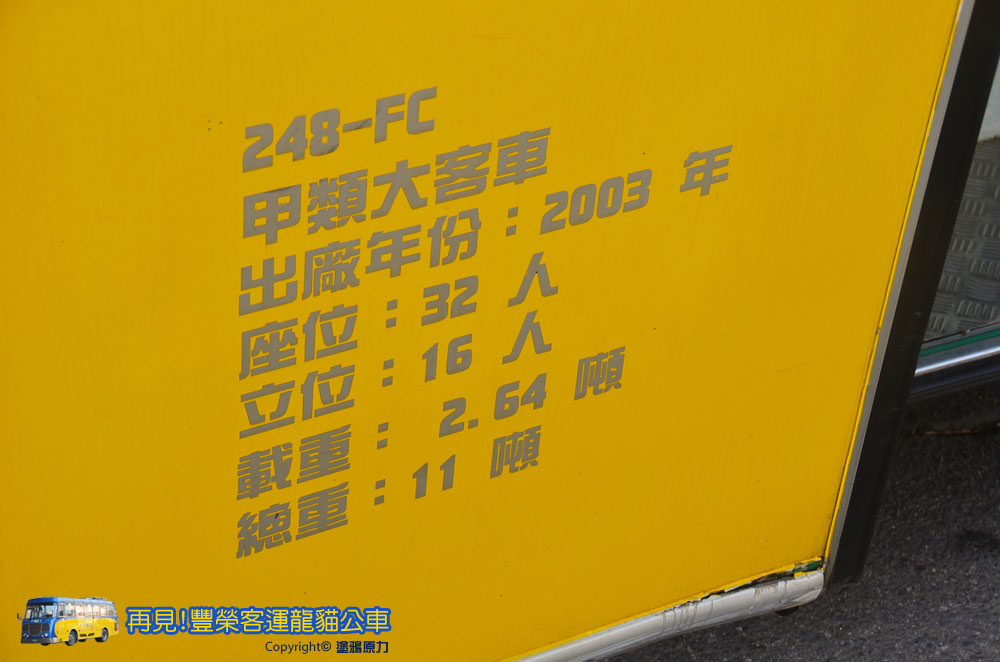 248-FC
甲類大客車
出廠年份：2003 年
座位：32 人
立位：16 人
載重： 2.64 噸
總重：11 噸
再見!豐榮客運龍貓公車
Copyright© 塗鴉原力